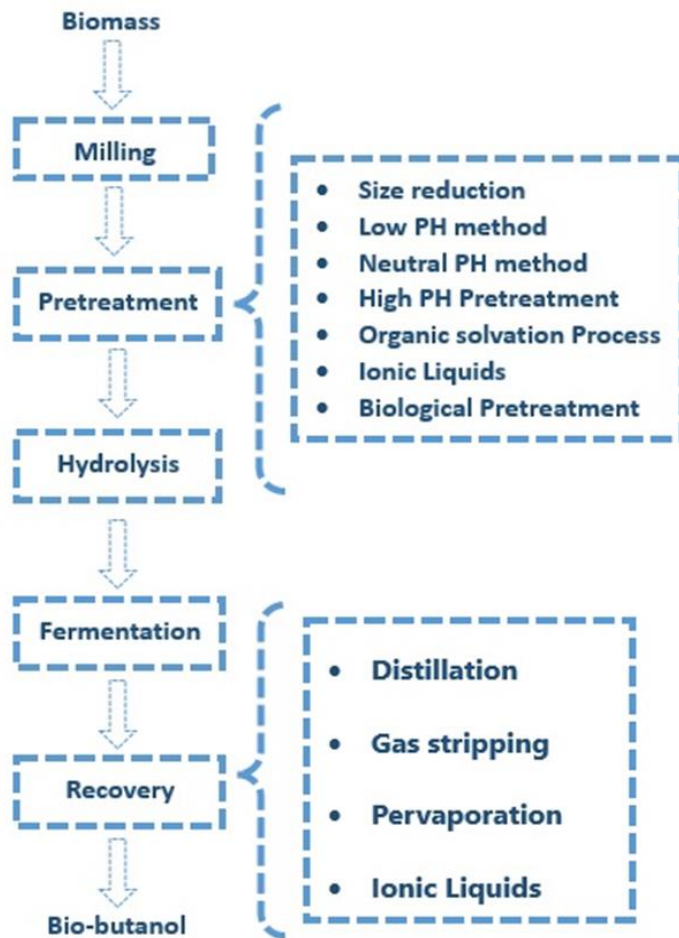 Biomass
Milling
Pretreatment
Hydrolysis
Fermentation
Recovery
Bio-butanol
• Size reduction
• Low PH method
• Neutral PH method
• High PH Pretreatment
• Organic solvation Process
• Ionic Liquids
• Biological Pretreatment
• Distillation
• Gas stripping
• Pervaporation
• Ionic Liquids